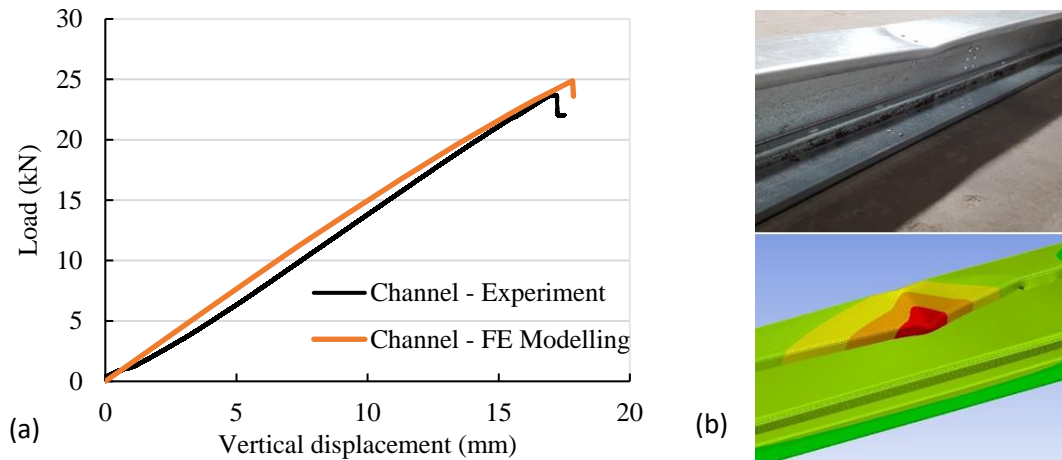 30
25
20
15
10
5
0
Load (kN)
Channel - Experiment
Channel - FE Modelling
0 5 10 15 20
Vertical displacement (mm)
(a)
(b)